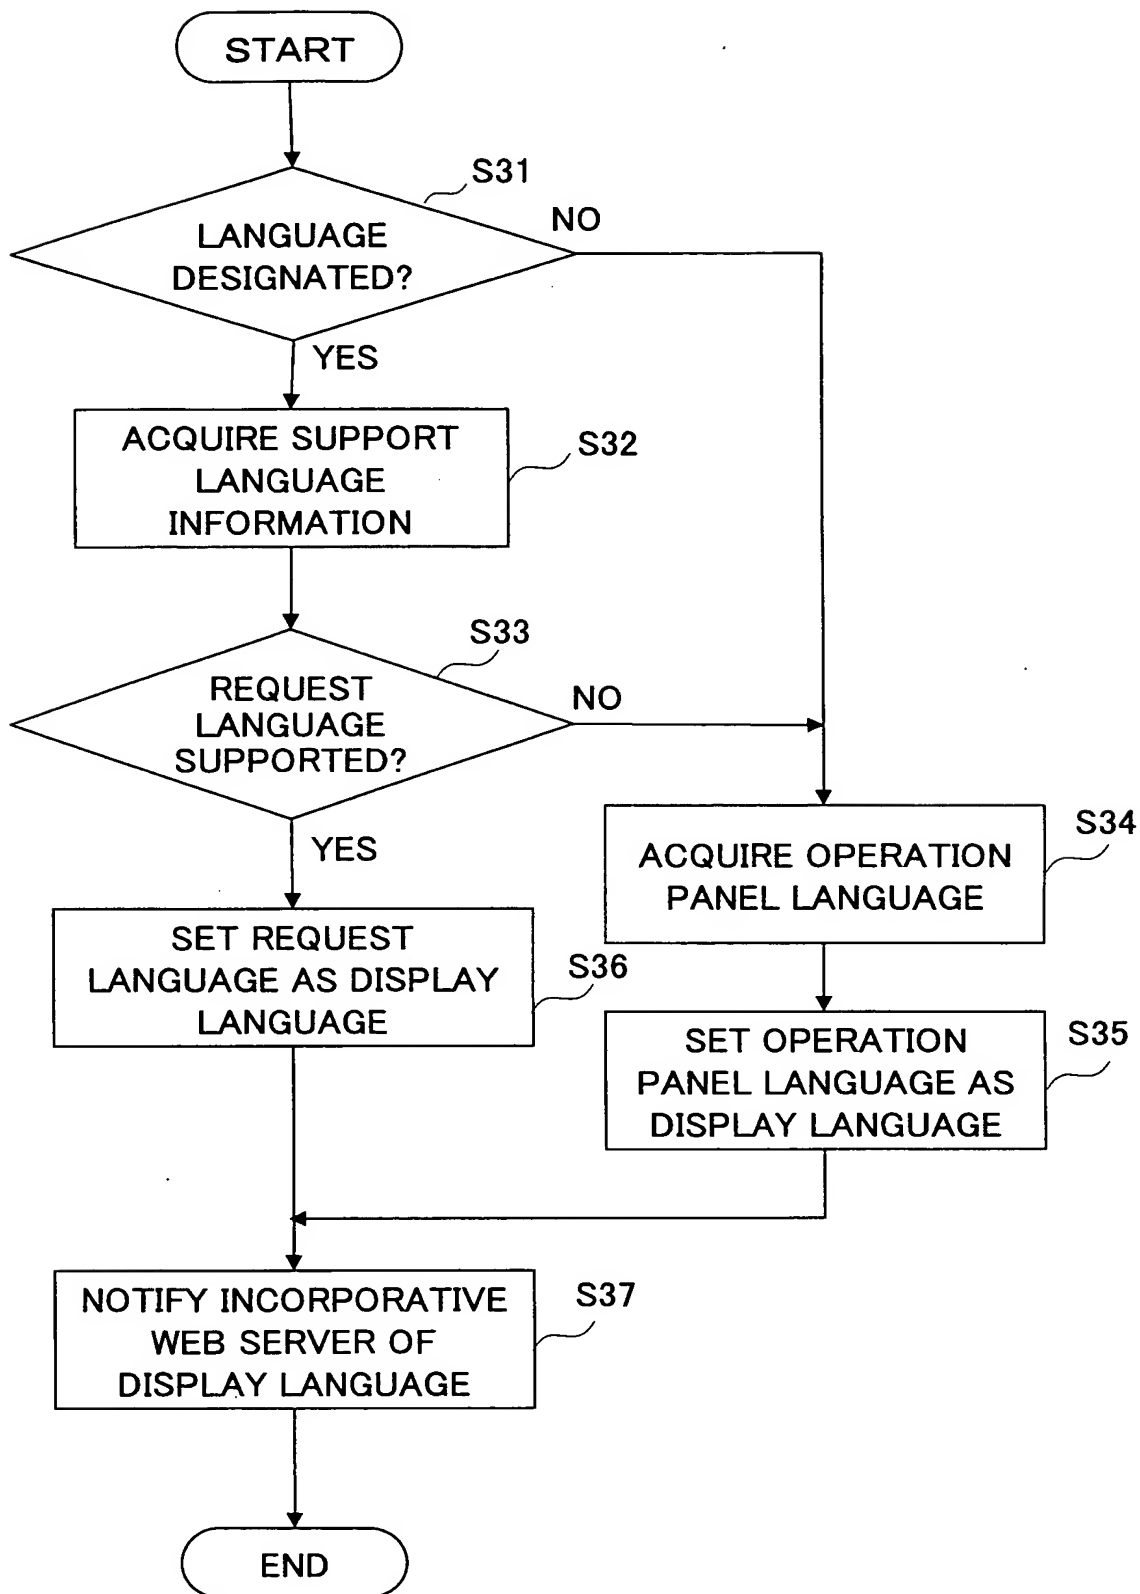 START
S31
NO
LANGUAGE
DESIGNATED?
YES
ACQUIRE SUPPORT
LANGUAGE
INFORMATION
S32
S33
REQUEST
LANGUAGE
SUPPORTED?
NO
YES
S34
ACQUIRE OPERATION
PANEL LANGUAGE
SET REQUEST
LANGUAGE AS DISPLAY
LANGUAGE
S36
S35
SET OPERATION
PANEL LANGUAGE AS
DISPLAY LANGUAGE
NOTIFY INCORPORATIVE
WEB SERVER OF
DISPLAY LANGUAGE
S37
END